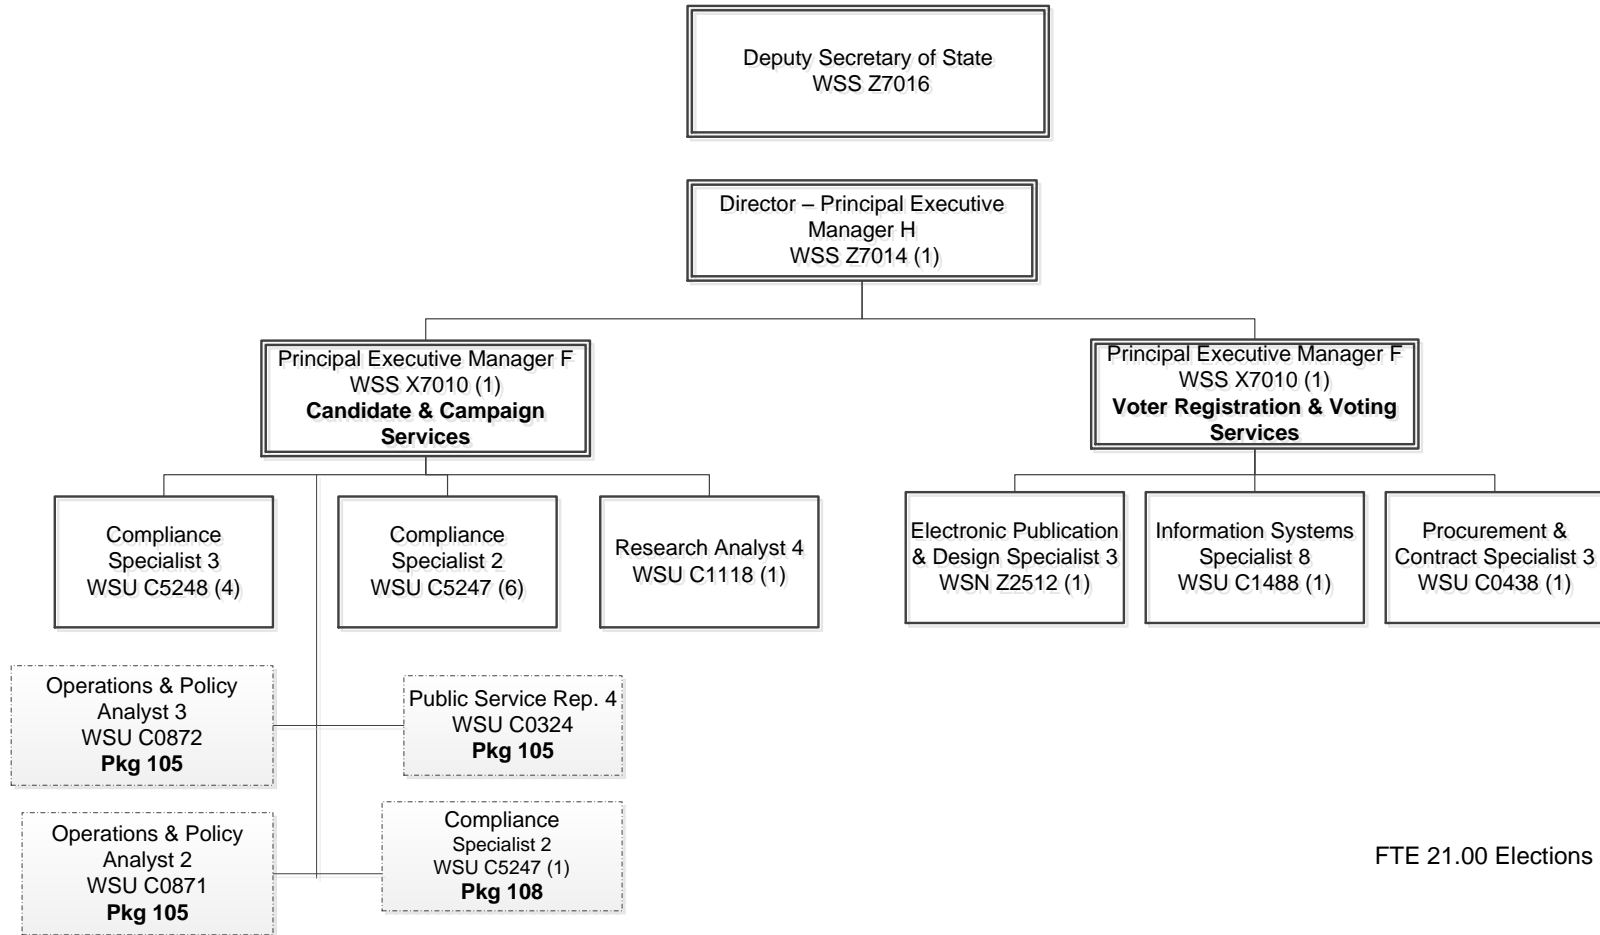 Deputy Secretary of State
WSS Z7016
Director – Principal Executive
Manager H
WSS Z7014 (1)
Principal Executive Manager F
WSS X7010 (1)
Candidate & Campaign
Services
Principal Executive Manager F
WSS X7010 (1)
Voter Registration & Voting
Services
Compliance
Specialist 3
WSU C5248 (4)
Compliance
Specialist 2
WSU C5247 (6)
Research Analyst 4
WSU C1118 (1)
Electronic Publication
& Design Specialist 3
WSN Z2512 (1)
Information Systems
Specialist 8
WSU C1488 (1)
Procurement &
Contract Specialist 3
WSU C0438 (1)
Operations & Policy
Analyst 3
WSU C0872
Pkg 105
Public Service Rep. 4
WSU C0324
Pkg 105
Operations & Policy
Analyst 2
WSU C0871
Pkg 105
Compliance
Specialist 2
WSU C5247 (1)
Pkg 108
FTE 21.00 Elections